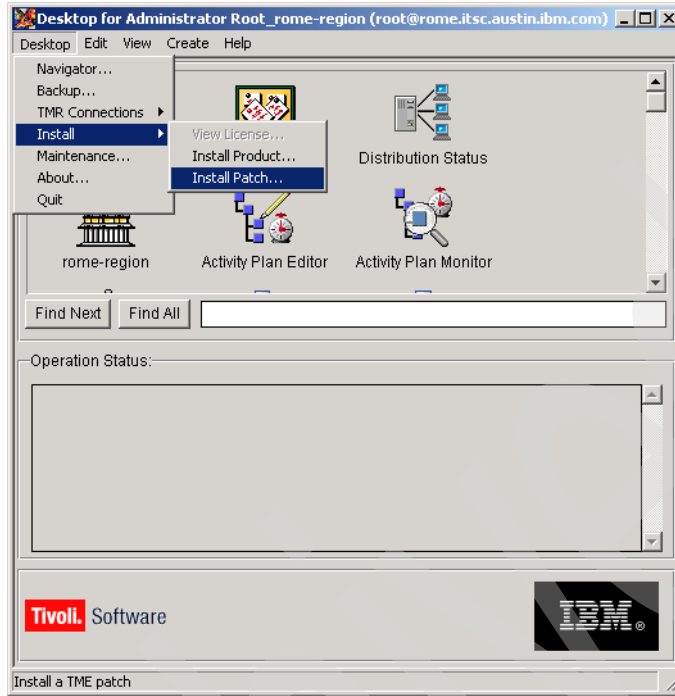 Desktop for Administrator Root_rome-region (root@rome.itsc.austin.ibm.com)
Desktop Edit View Create Help
Navigator...
Backup...
TMR Connections
Install
Maintenance...
About...
Quit
View License...
Install Product...
Install Patch...
Distribution Status
rome-region
Activity Plan Editor
Activity Plan Monitor
Find Next Find All
Operation Status:
Tivoli. Software
IBM®
Install a TME patch